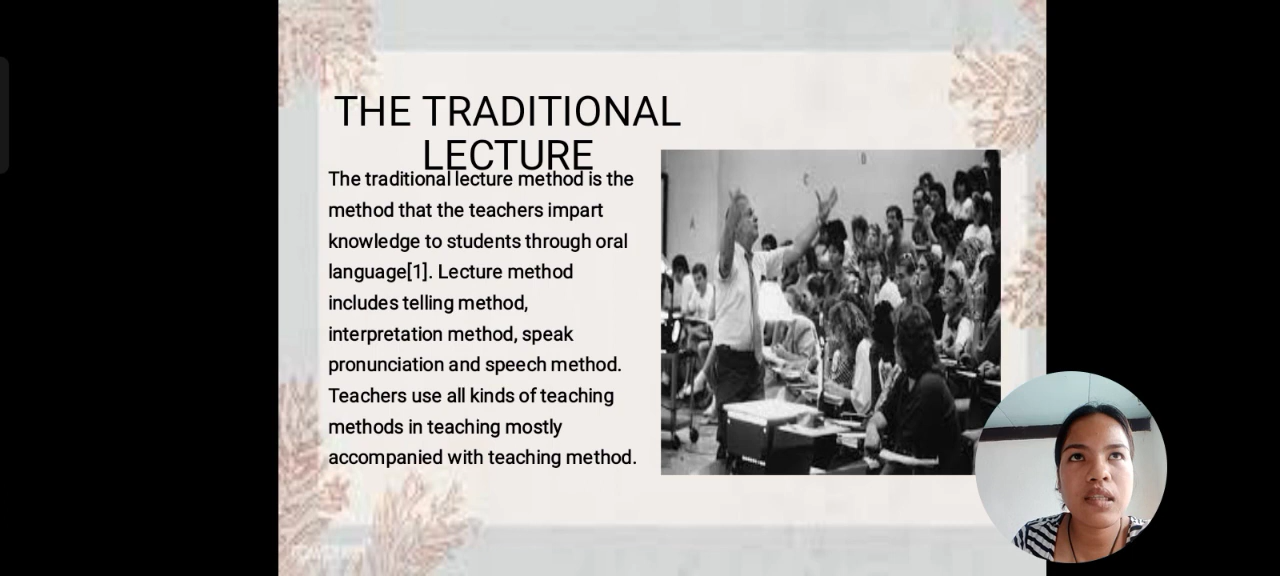 THE TRADITIONAL
LECTURE
The traditional lecture method is the
method that the teachers impart
knowledge to students through oral
language[1]. Lecture method
includes telling method,
interpretation method, speak
pronunciation and speech method.
Teachers use all kinds of teaching
methods in teaching mostly
accompanied with teaching method.
A
C
D